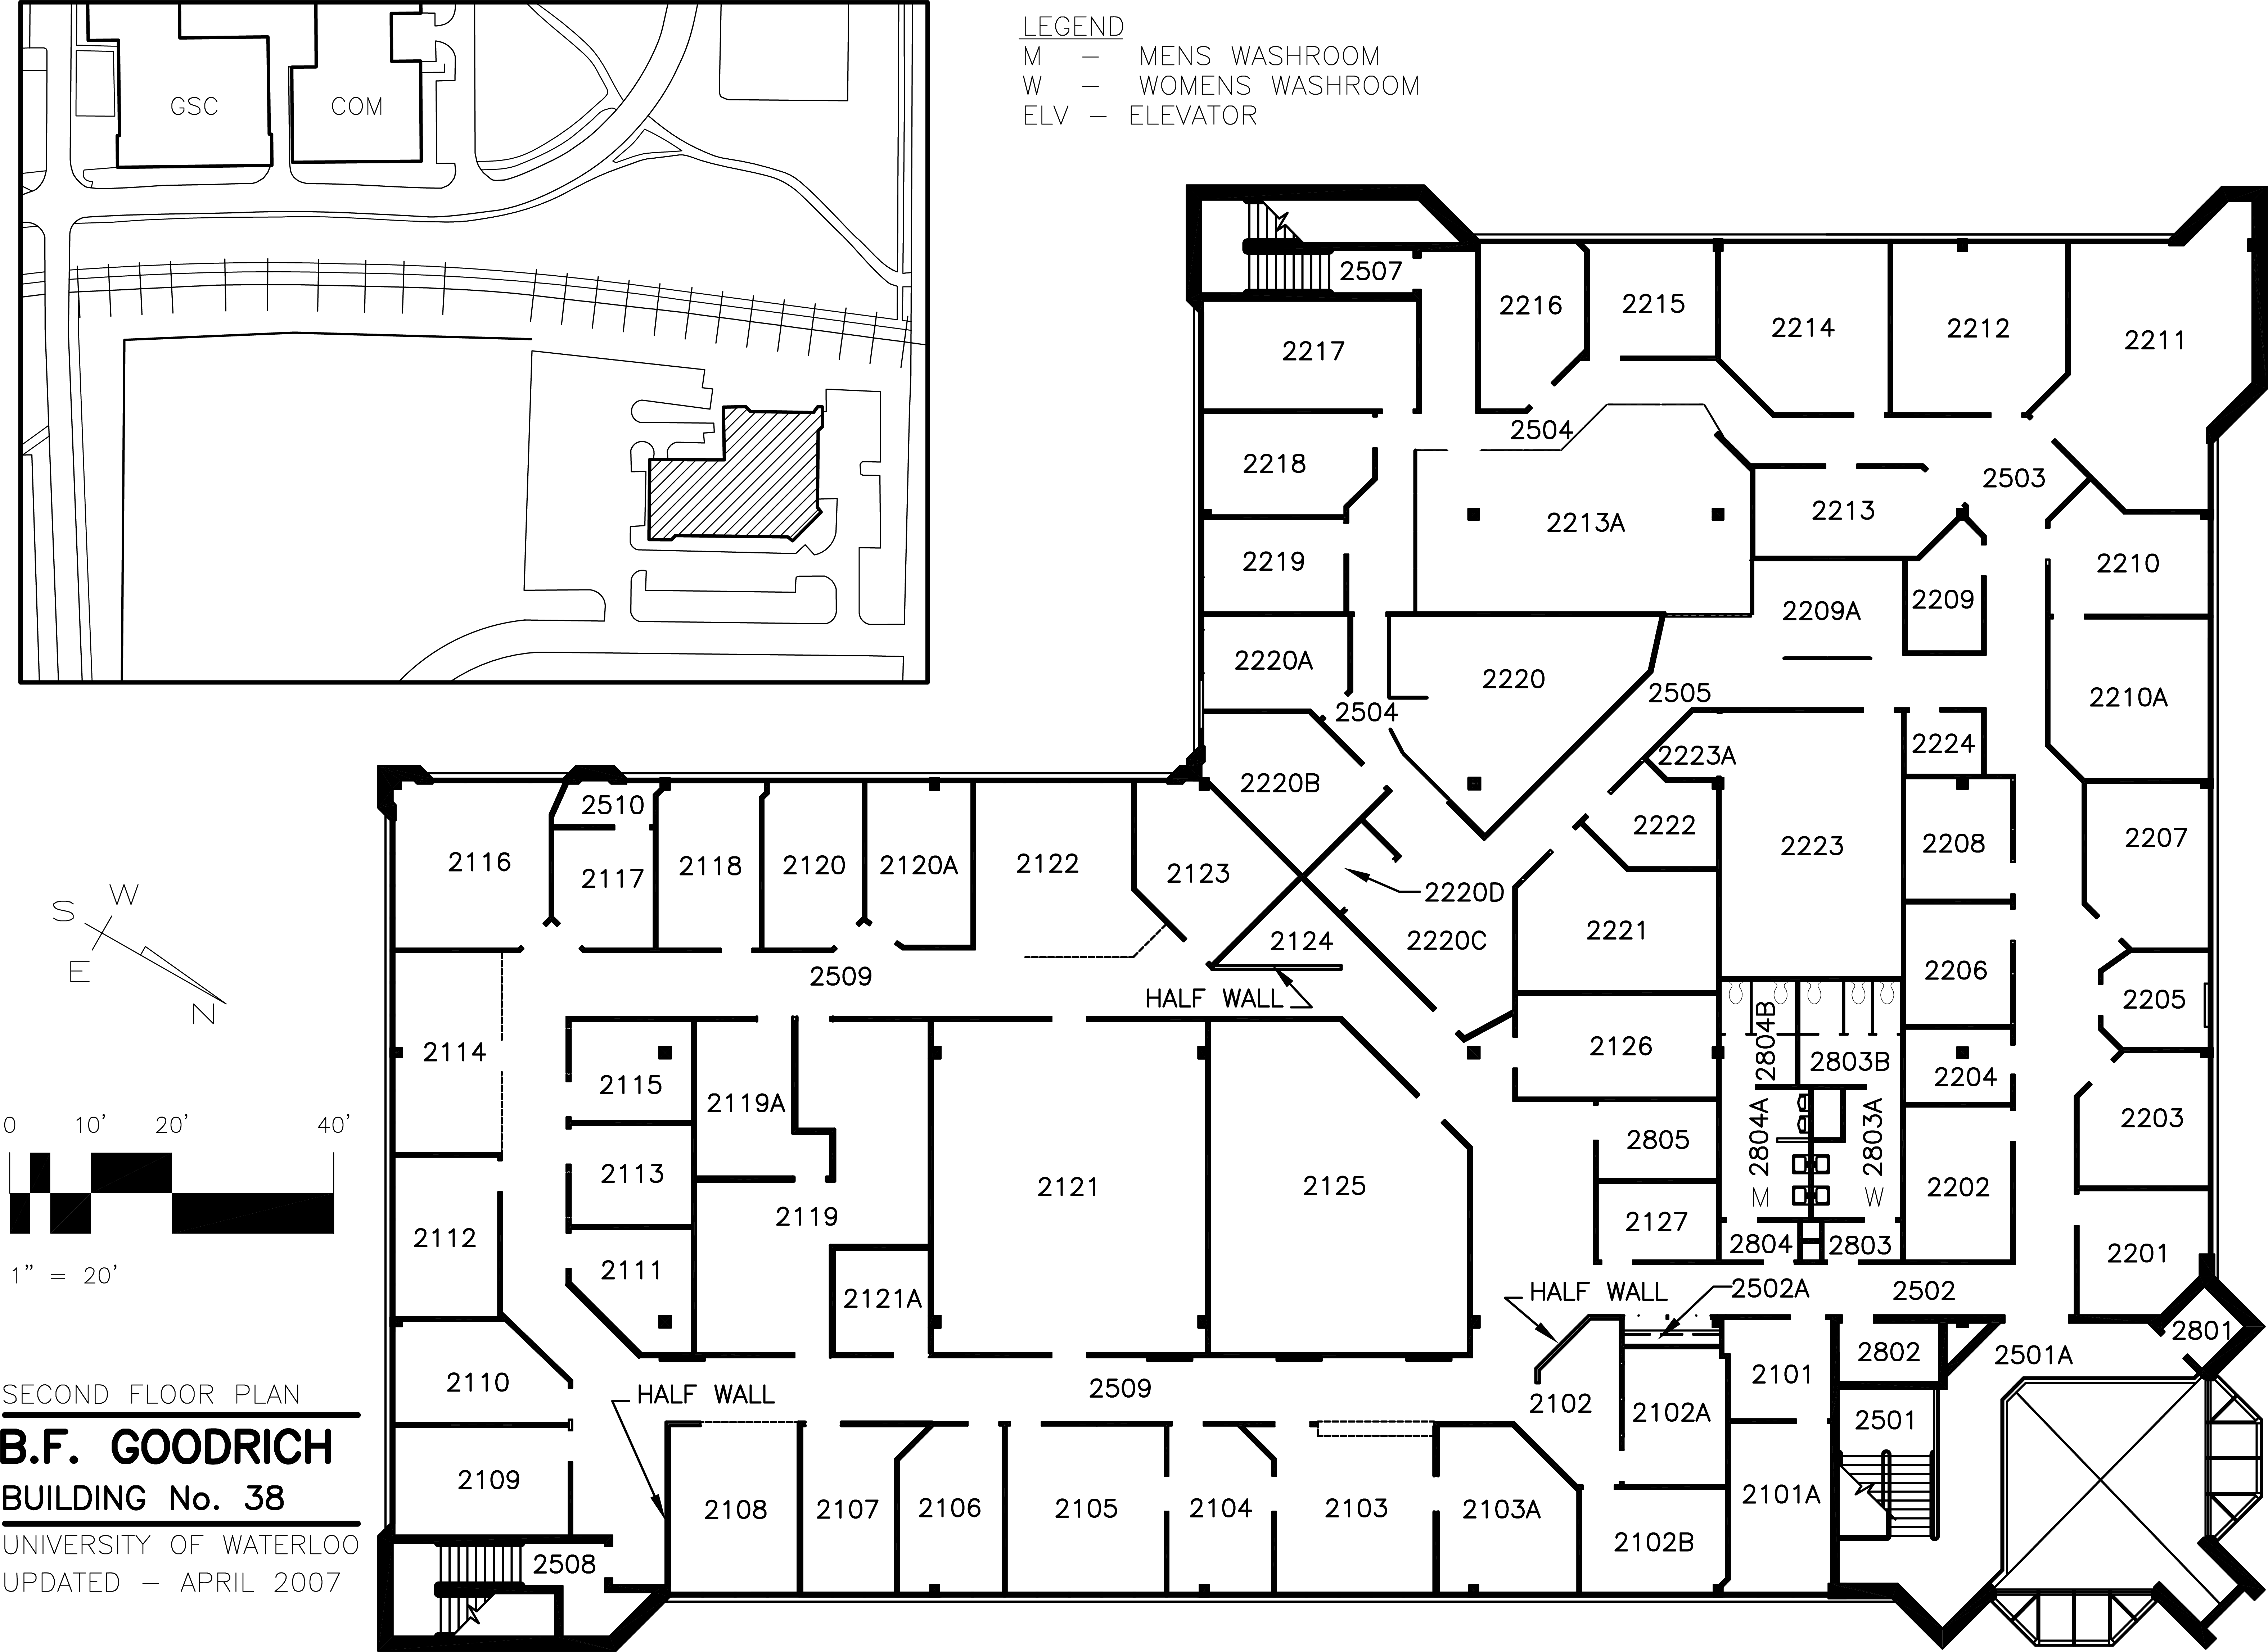 LEGEND
M – MENS WASHROOM
W – WOMENS WASHROOM
ELV – ELEVATOR
GSC
COM
2507
2216
2215
2214
2212
2211
2217
2504
2218
2503
2213
2213A
2219
2210
2209
2209A
2220A
2220
2505
2210A
2504
2223A
2224
2220B
2510
2222
2207
2208
2223
2116
2117
2118
2120
2120A
2122
2123
2220D
2124
2220C
2221
2206
2205
2509
HALF WALL
W
S
E
N
2114
2115
2119A
2126
2804B
2803B
2204
2203
2805
2804A
2803A
2113
2121
2125
2202
M
W
2119
2127
2112
2804
2803
2201
2111
2121A
HALF WALL
2502A
2502
0 10' 20' 40'
1" = 20'
2801
2802
2501A
2110
HALF WALL
2509
2102
2101
2102A
2501
2109
2108
2107
2106
2105
2104
2103
2103A
2101A
2102B
2508
SECOND FLOOR PLAN
B.F. GOODRICH
BUILDING No. 38
UNIVERSITY OF WATERLOO
UPDATED – APRIL 2007